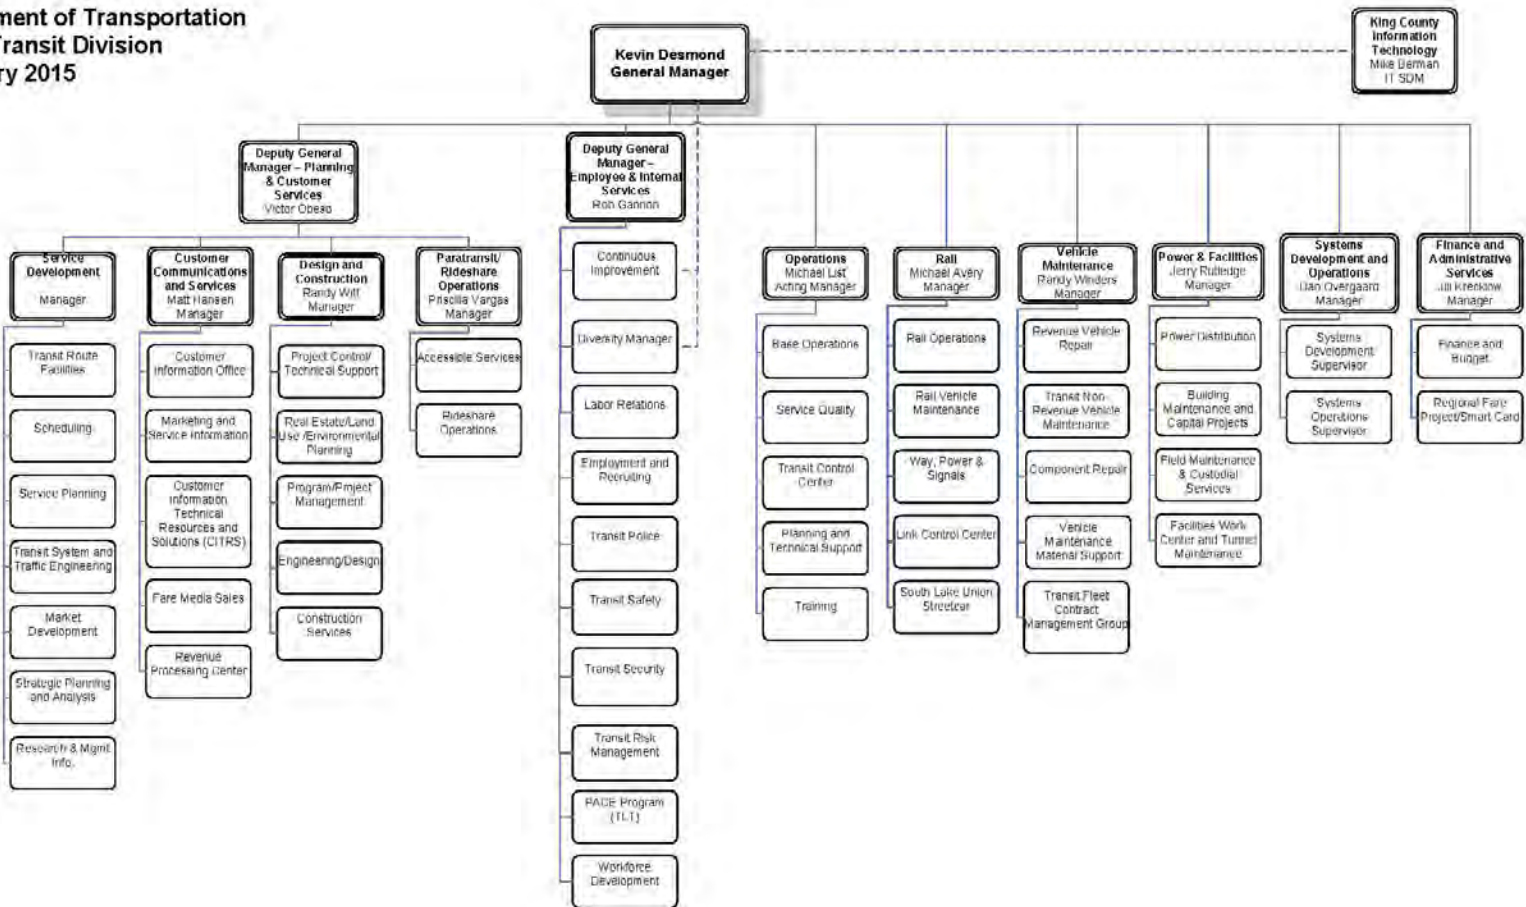 ment of Transportation
Transit Division
ry 2015
Kevin Desmond
General Manager
King County
Information
Technology
Mike Berman
IT SDM
Deputy General
Manager – Planning
& Customer
Services
Victor Obeso
Deputy General
Manager –
Employee & Internal
Services
Rob Gannon
Service
Development
Manager
Transit Route
Facilities
Scheduling
Service Planning
Transit System and
Traffic Engineering
Market
Development
Strategic Planning
and Analysis
Research & Mgmt
Info.
Customer
Communications
and Services
Matt Hansen
Manager
Customer
Information Office
Marketing and
Service Information
Customer
Information
Technical
Resources and
Solutions (CITRS)
Fare Media Sales
Revenue
Processing Center
Design and
Construction
Randy Witt
Manager
Project Control/
Technical Support
Real Estate/Land
Use /Environmental
Planning
Program/Project
Management
Engineering/Design
Construction
Services
Paratransit/
Rideshare
Operations
Priscilla Vargas
Manager
Accessible Services
Rideshare
Operations
Continuous
Improvement
Diversity Manager
Labor Relations
Employment and
Recruiting
Transit Police
Transit Safety
Transit Security
Transit Risk
Management
PACE Program
(TLT)
Workforce
Development
Operations
Michael List
Acting Manager
Base Operations
Service Quality
Transit Control
Center
Planning and
Technical Support
Training
Rail
Michael Avery
Manager
Rail Operations
Rail Vehicle
Maintenance
Way, Power &
Signals
Link Control Center
South Lake Union
Streetcar
Vehicle
Maintenance
Randy Winders
Manager
Revenue Vehicle
Repair
Transit Non-
Revenue Vehicle
Maintenance
Component Repair
Vehicle
Maintenance
Material Support
Transit Fleet
Contract
Management Group
Power & Facilities
Jerry Rutledge
Manager
Power Distribution
Building
Maintenance and
Capital Projects
Field Maintenance
& Custodial
Services
Facilities Work
Center and Tunnel
Maintenance
Systems
Development and
Operations
Dan Overgaard
Manager
Systems
Development
Supervisor
Systems
Operations
Supervisor
Finance and
Administrative
Services
Jill Krecklow
Manager
Finance and
Budget
Regional Fare
Project/Smart Card